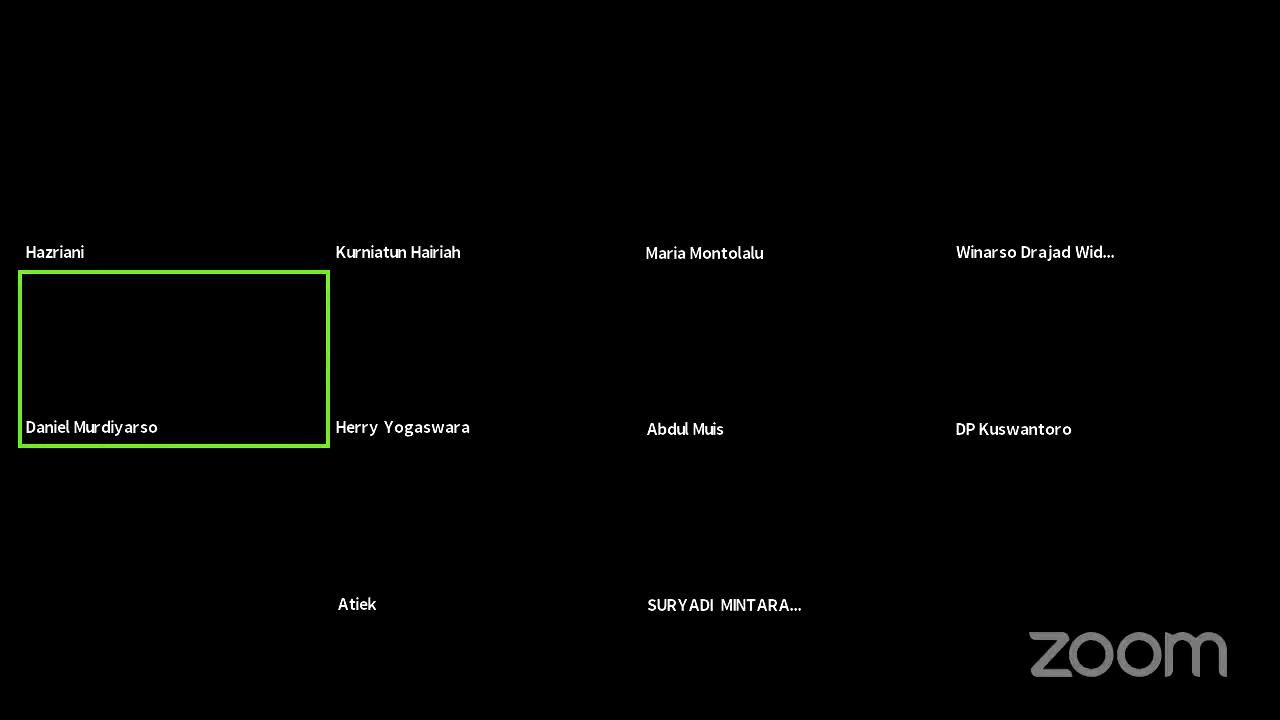 Hazriani
Kurniatun Hairiah
Maria Montolalu
Winarso Drajad Wid...
Daniel Murdiyarso
Herry Yogaswara
Abdul Muis
DP Kuswantoro
Atiek
SURYADI MINTARA...
zoom